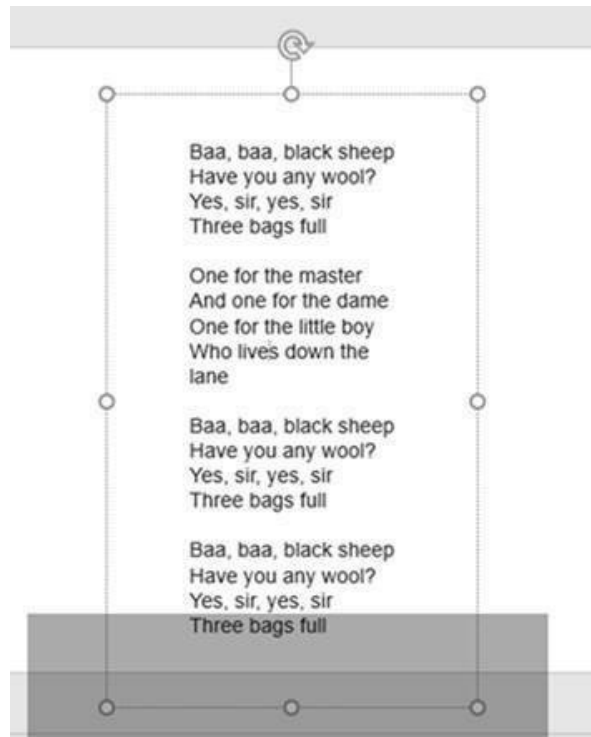 Baa, baa, black sheep
Have you any wool?
Yes, sir, yes, sir
Three bags full
One for the master
And one for the dame
One for the little boy
Who lives down the
lane
Baa, baa, black sheep
Have you any wool?
Yes, sir, yes, sir
Three bags full
Baa, baa, black sheep
Have you any wool?
Yes, sir, yes, sir
Three bags full